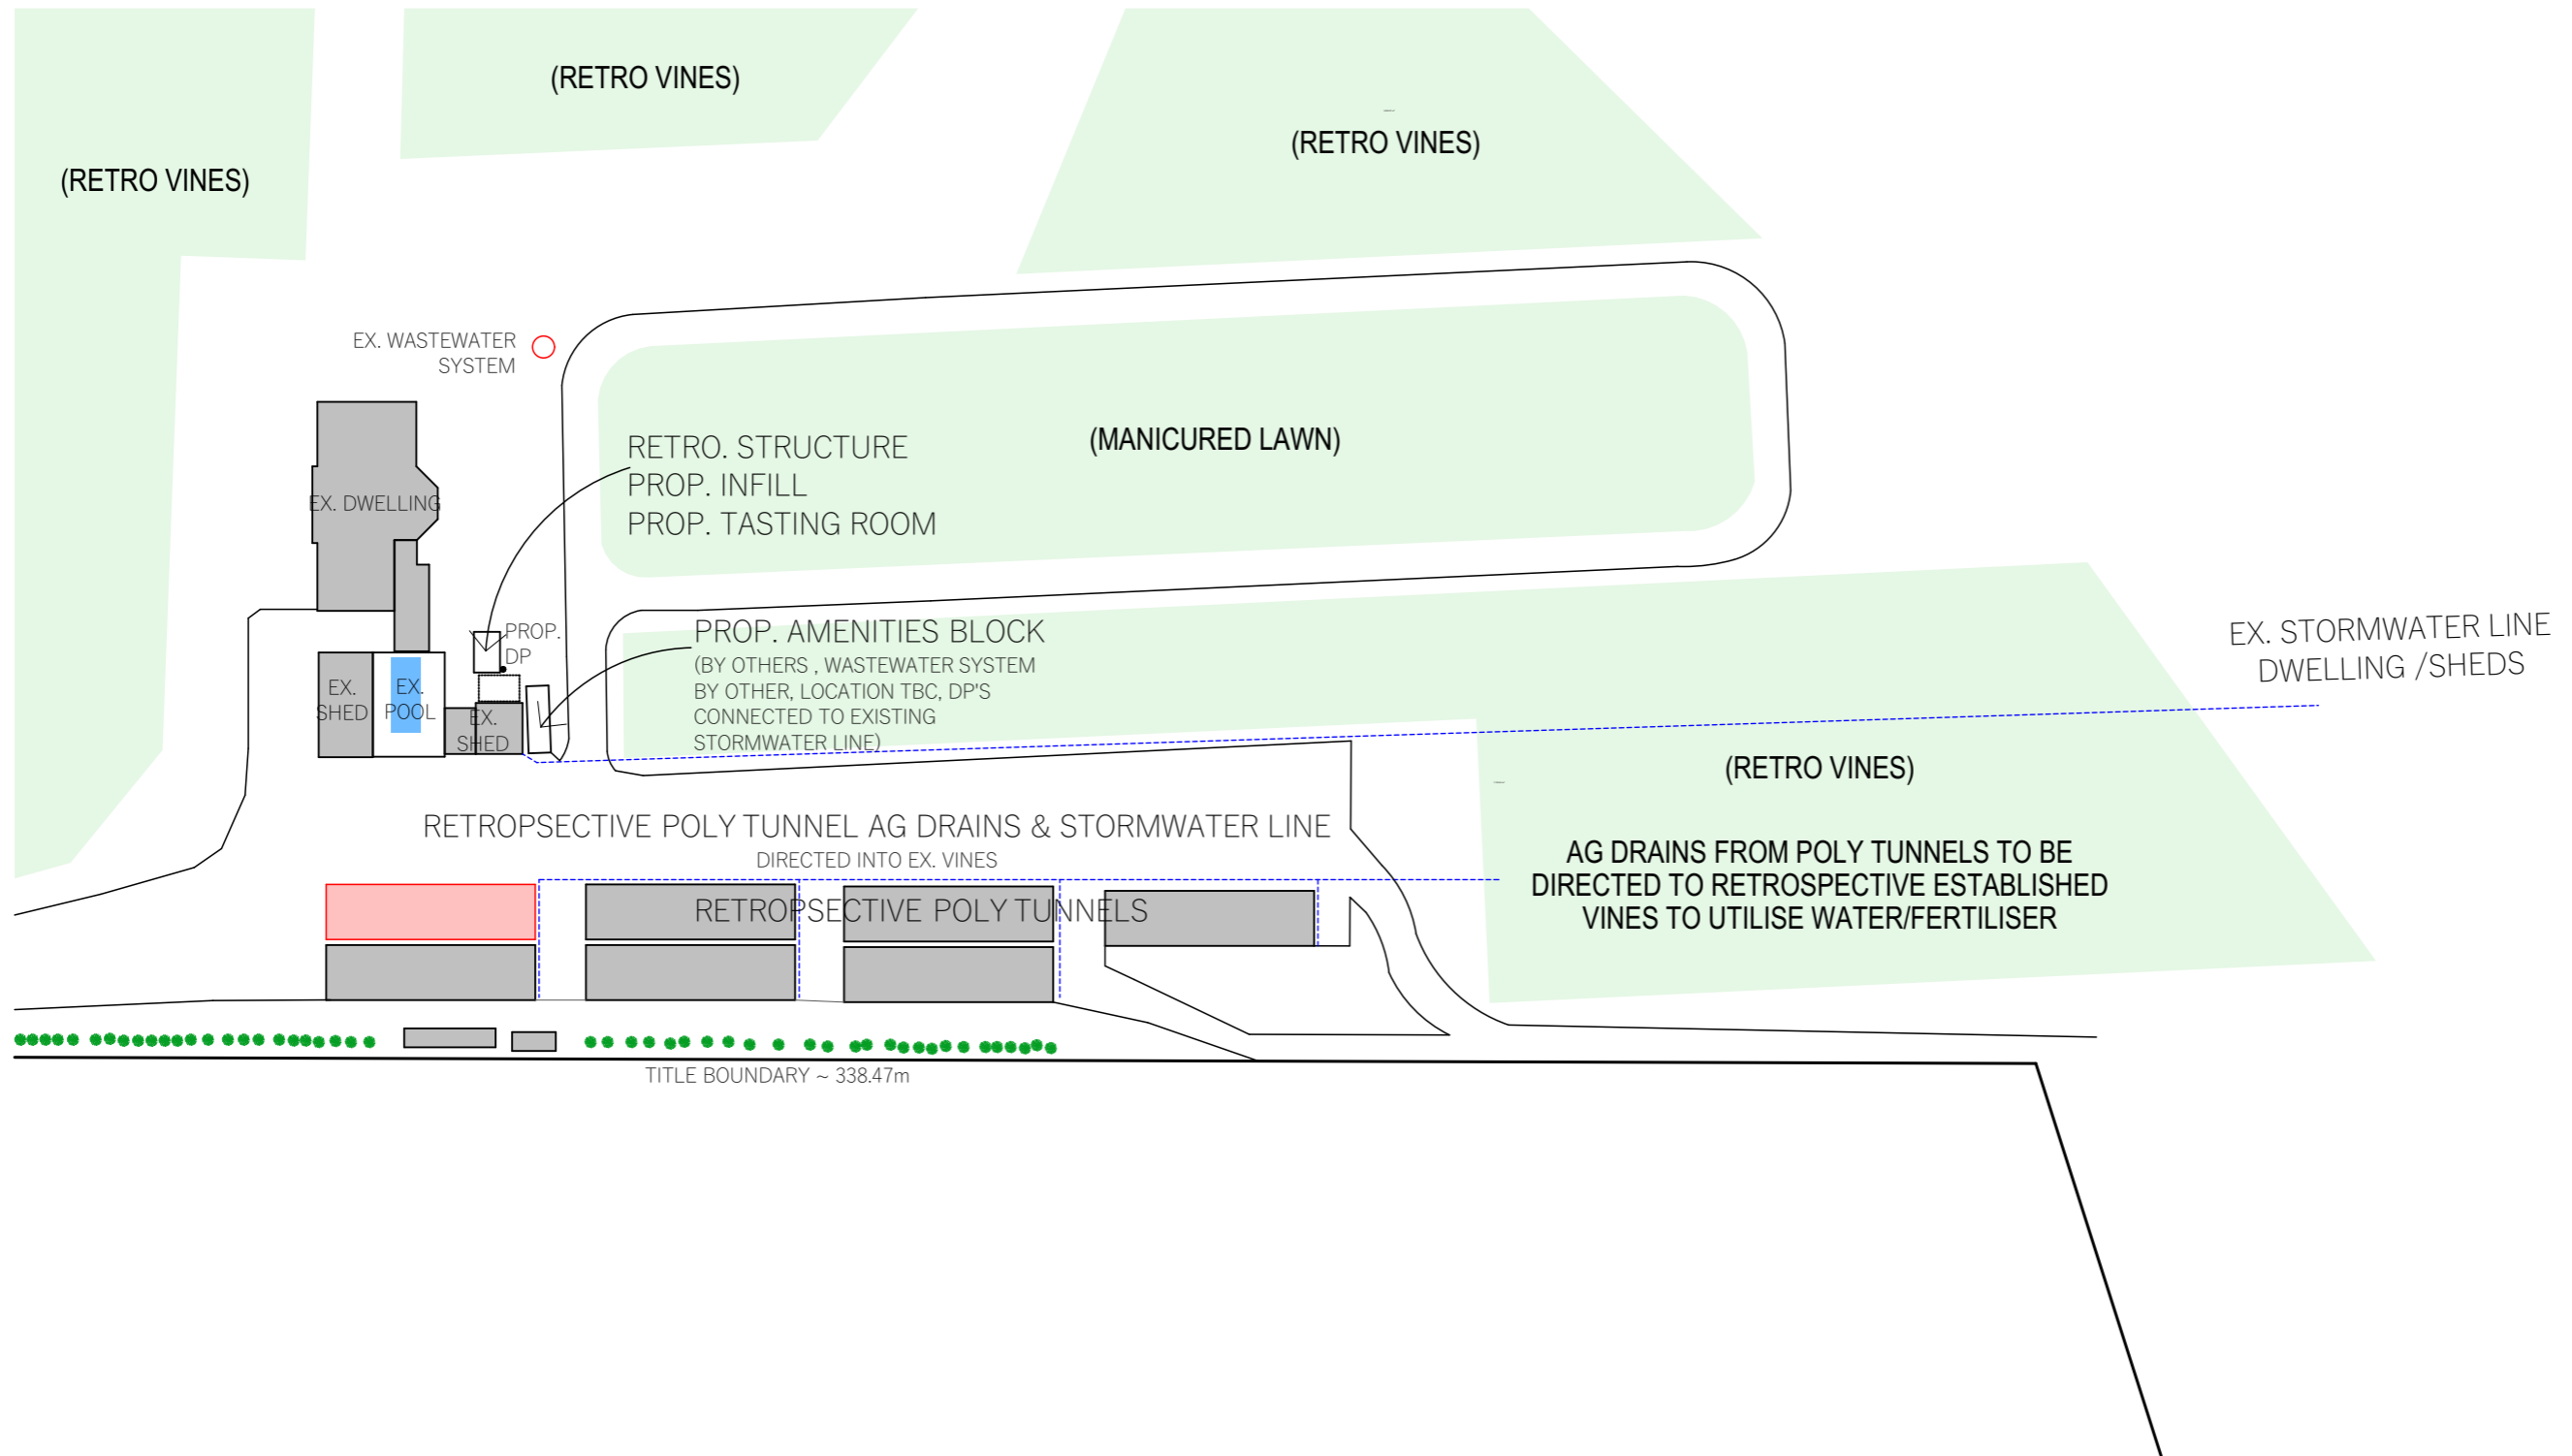 (RETRO VINES)
(RETRO VINES)
(RETRO VINES)
EX. WASTEWATER
SYSTEM
(MANICURED LAWN)
RETRO. STRUCTURE
PROP. INFILL
PROP. TASTING ROOM
EX. DWELLING
PROP.
DP
PROP. AMENITIES BLOCK
(BY OTHERS , WASTEWATER SYSTEM
BY OTHER, LOCATION TBC, DP'S
CONNECTED TO EXISTING
STORMWATER LINE)
EX. STORMWATER LINE
DWELLING /SHEDS
EX.
SHED
EX.
POOL
EX.
SHED
(RETRO VINES)
RETROPSECTIVE POLY TUNNEL AG DRAINS & STORMWATER LINE
DIRECTED INTO EX. VINES
AG DRAINS FROM POLY TUNNELS TO BE
DIRECTED TO RETROSPECTIVE ESTABLISHED
VINES TO UTILISE WATER/FERTILISER
RETROPSECTIVE POLY TUNNELS
TITLE BOUNDARY ~ 338.47m